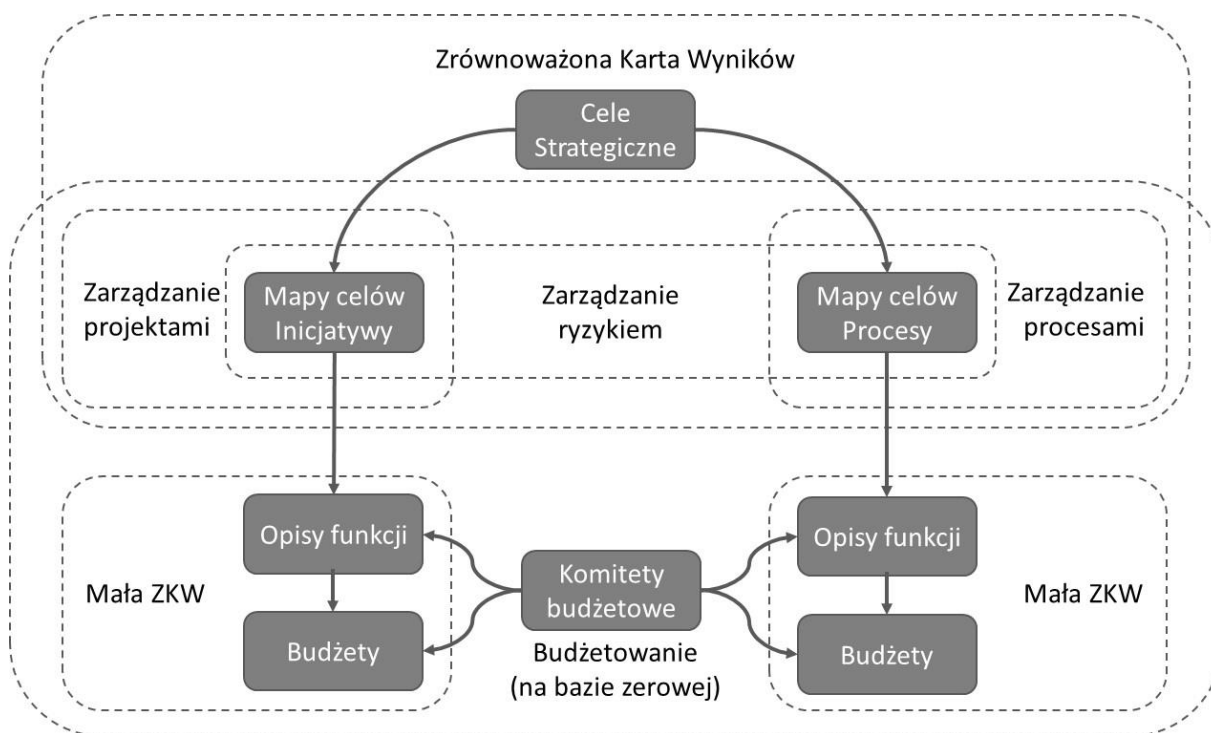 Zrównoważona Karta Wyników
Cele
Strategiczne
Zarządzanie
projektami
Mapy celów
Inicjatywy
Zarządzanie
ryzykiem
Mapy celów
Procesy
Zarządzanie
procesami
Mała ZKW
Opisy funkcji
Budżety
Komitety
budżetowe
Budżetowanie
(na bazie zerowej)
Opisy funkcji
Budżety
Mała ZKW